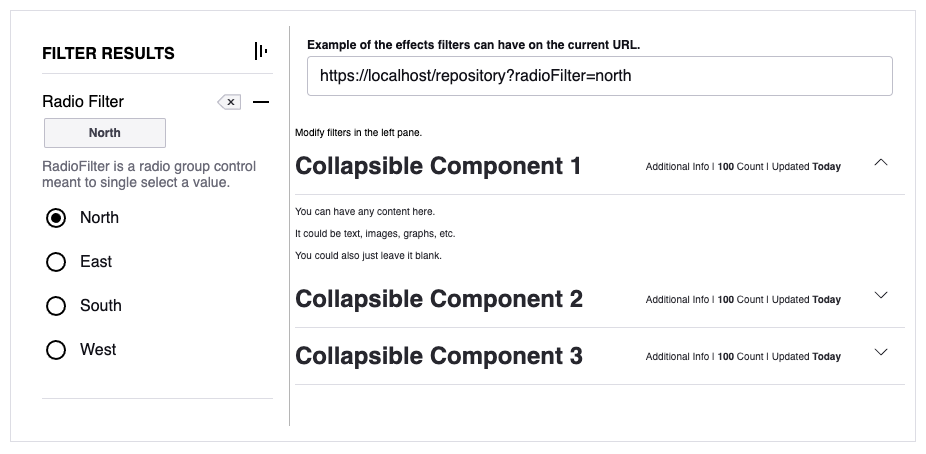 FILTER RESULTS
Radio Filter
North
RadioFilter is a radio group control
meant to single select a value.
North
East
South
West
Example of the effects filters can have on the current URL.
https://localhost/repository?radioFilter=north
Modify filters in the left pane.
Collapsible Component 1
Additional Info | 100 Count | Updated Today
You can have any content here.
It could be text, images, graphs, etc.
You could also just leave it blank.
Collapsible Component 2
Additional Info | 100 Count | Updated Today
Collapsible Component 3
Additional Info | 100 Count | Updated Today